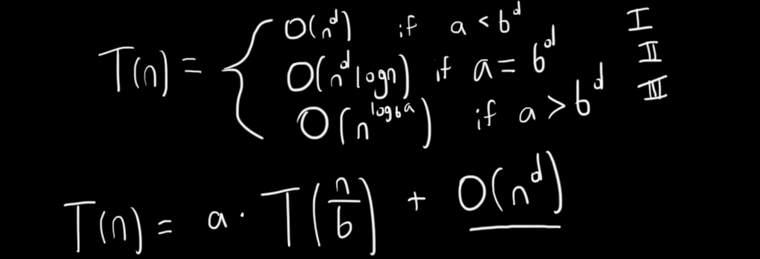 T(n) = { O(n^d) if a < b^d I
O(n^d log n) if a = b^d II
O(n^(log_b a)) if a > b^d III
T(n) = a · T(n/b) + O(n^d)